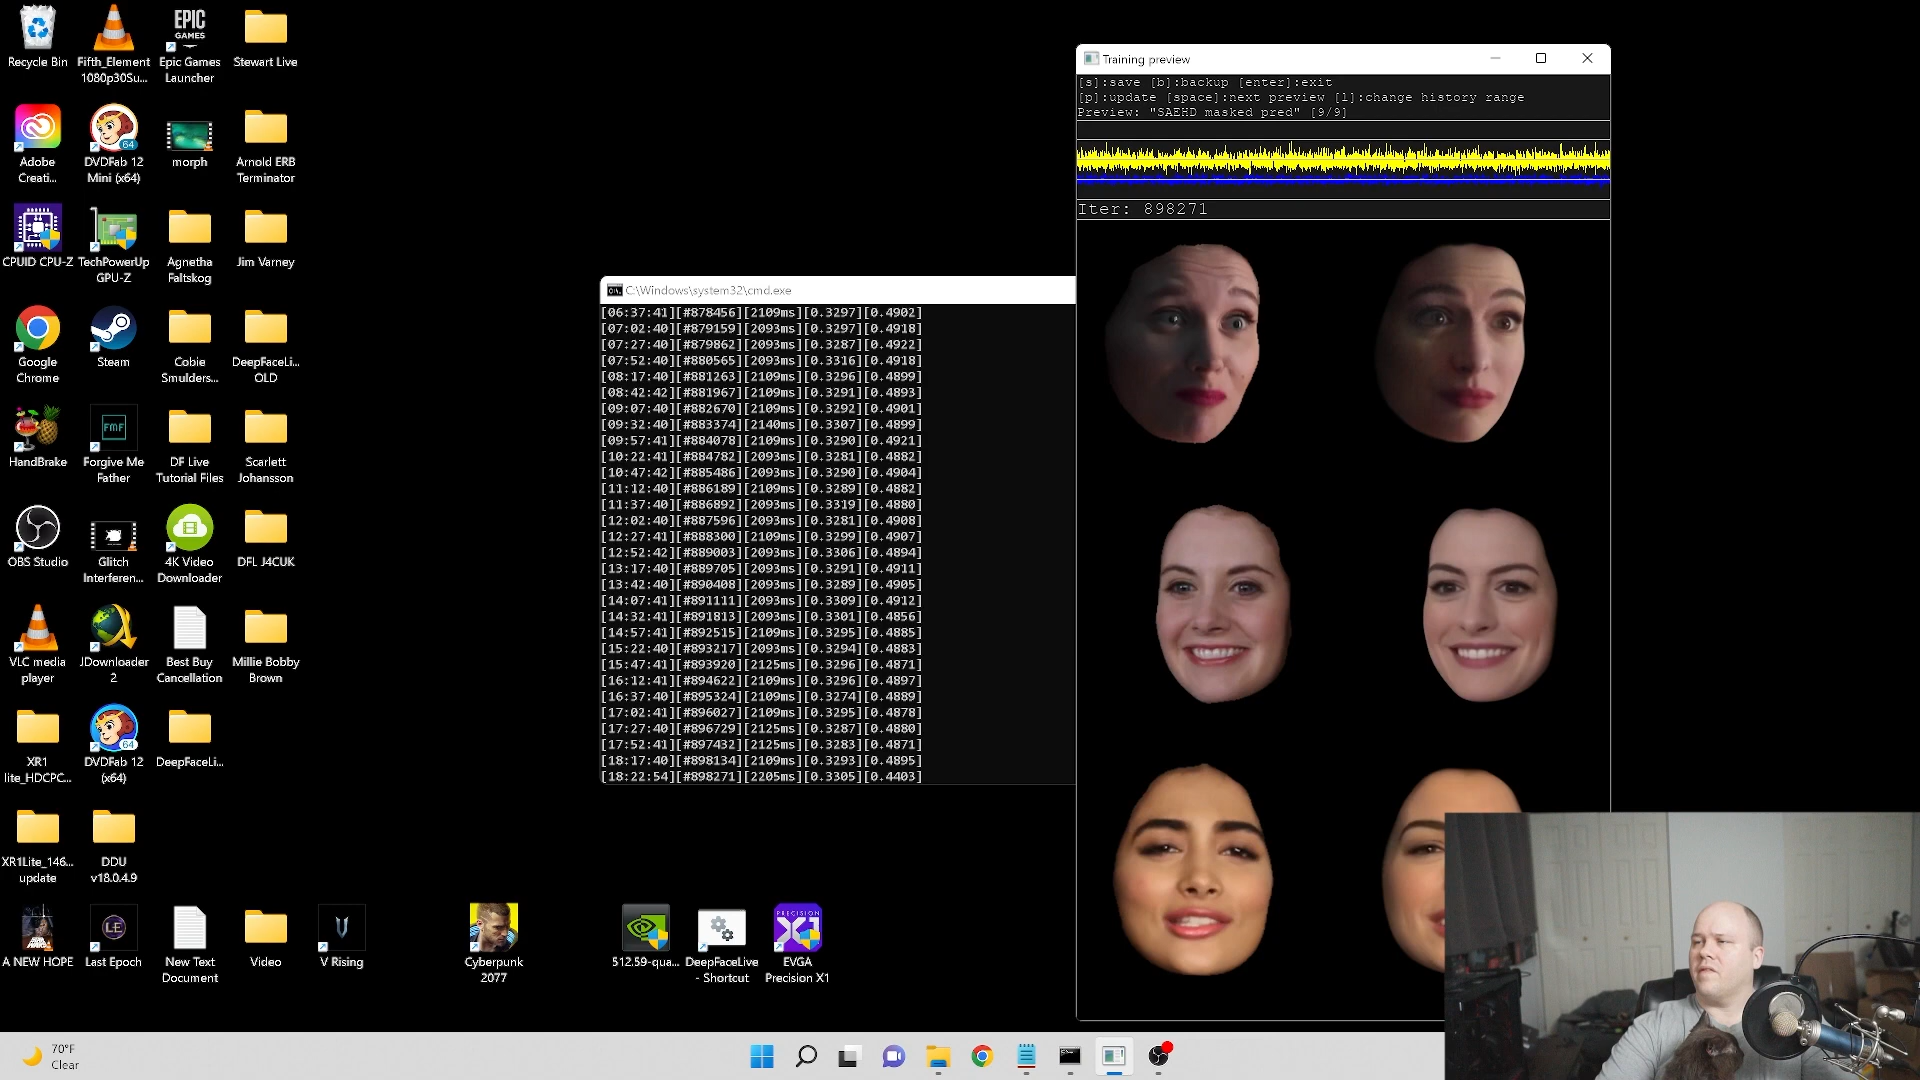 Recycle Bin
Fifth_Element
1080p30Su...
EPIC
GAMES
Epic Games
Launcher
Stewart Live
Adobe
Creati...
64
DVDFab 12
Mini (x64)
morph
Arnold ERB
Terminator
CPUID CPU-Z
TechPowerUp
GPU-Z
Agnetha
Faltskog
Jim Varney
Google
Chrome
Steam
Cobie
Smulders...
DeepFaceLi...
OLD
HandBrake
FMF
Forgive Me
Father
DF Live
Tutorial Files
Scarlett
Johansson
OBS Studio
Glitch
Interferen...
4K Video
Downloader
DFL J4CUK
VLC media
player
JDownloader
2
Best Buy
Cancellation
Millie Bobby
Brown
XR1
lite_HDCPC...
64
DVDFab 12
(x64)
DeepFaceLi...
XR1Lite_146...
update
DDU
v18.0.4.9
A NEW HOPE
LE
Last Epoch
New Text
Document
Video
V Rising
Cyberpunk
2077
512.59-qua...
DeepFaceLive
- Shortcut
PRECISION
X1
EVGA
Precision X1
C:\Windows\system32\cmd.exe
[06:37:41][#878456][2109ms][0.3297][0.4902]
[07:02:40][#879159][2093ms][0.3297][0.4918]
[07:27:40][#879862][2093ms][0.3287][0.4922]
[07:52:40][#880565][2093ms][0.3316][0.4918]
[08:17:40][#881263][2109ms][0.3296][0.4899]
[08:42:42][#881967][2109ms][0.3291][0.4893]
[09:07:40][#882670][2109ms][0.3292][0.4901]
[09:32:40][#883374][2140ms][0.3307][0.4899]
[09:57:41][#884078][2109ms][0.3290][0.4921]
[10:22:41][#884782][2093ms][0.3281][0.4882]
[10:47:42][#885486][2109ms][0.3290][0.4904]
[11:12:40][#886189][2109ms][0.3289][0.4882]
[11:37:40][#886892][2093ms][0.3319][0.4880]
[12:02:40][#887596][2093ms][0.3281][0.4908]
[12:27:41][#888300][2109ms][0.3299][0.4907]
[12:52:42][#889003][2093ms][0.3306][0.4894]
[13:17:40][#889705][2093ms][0.3291][0.4911]
[13:42:40][#890408][2093ms][0.3289][0.4905]
[14:07:41][#891111][2093ms][0.3309][0.4912]
[14:32:41][#891813][2093ms][0.3301][0.4856]
[14:57:41][#892515][2109ms][0.3295][0.4885]
[15:22:40][#893217][2093ms][0.3294][0.4883]
[15:47:41][#893920][2125ms][0.3296][0.4871]
[16:12:41][#894622][2109ms][0.3296][0.4897]
[16:37:40][#895324][2109ms][0.3274][0.4889]
[17:02:41][#896027][2109ms][0.3295][0.4878]
[17:27:40][#896729][2125ms][0.3287][0.4880]
[17:52:41][#897432][2125ms][0.3283][0.4871]
[18:17:40][#898134][2109ms][0.3293][0.4895]
[18:22:54][#898271][2205ms][0.3305][0.4403]
Training preview
[s]:save [b]:backup [enter]:exit
[p]:update [space]:next preview [l]:change history range
Preview: "SAEHD masked pred" [9/9]
Iter: 898271
70°F
Clear